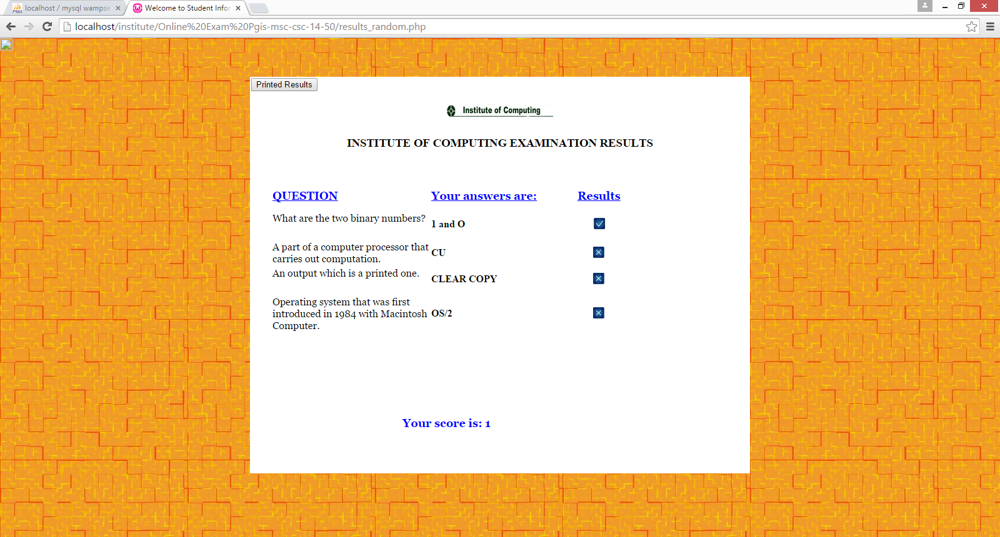 localhost / mysql wampse
Welcome to Student Infor
localhost/institute/Online%20Exam%20Pgis-msc-csc-14-50/results_random.php
Printed Results
Institute of Computing
INSTITUTE OF COMPUTING EXAMINATION RESULTS
QUESTION Your answers are: Results
What are the two binary numbers? 1 and O
A part of a computer processor that
carries out computation. CU
An output which is a printed one. CLEAR COPY
Operating system that was first
introduced in 1984 with Macintosh OS/2
Computer.
Your score is: 1